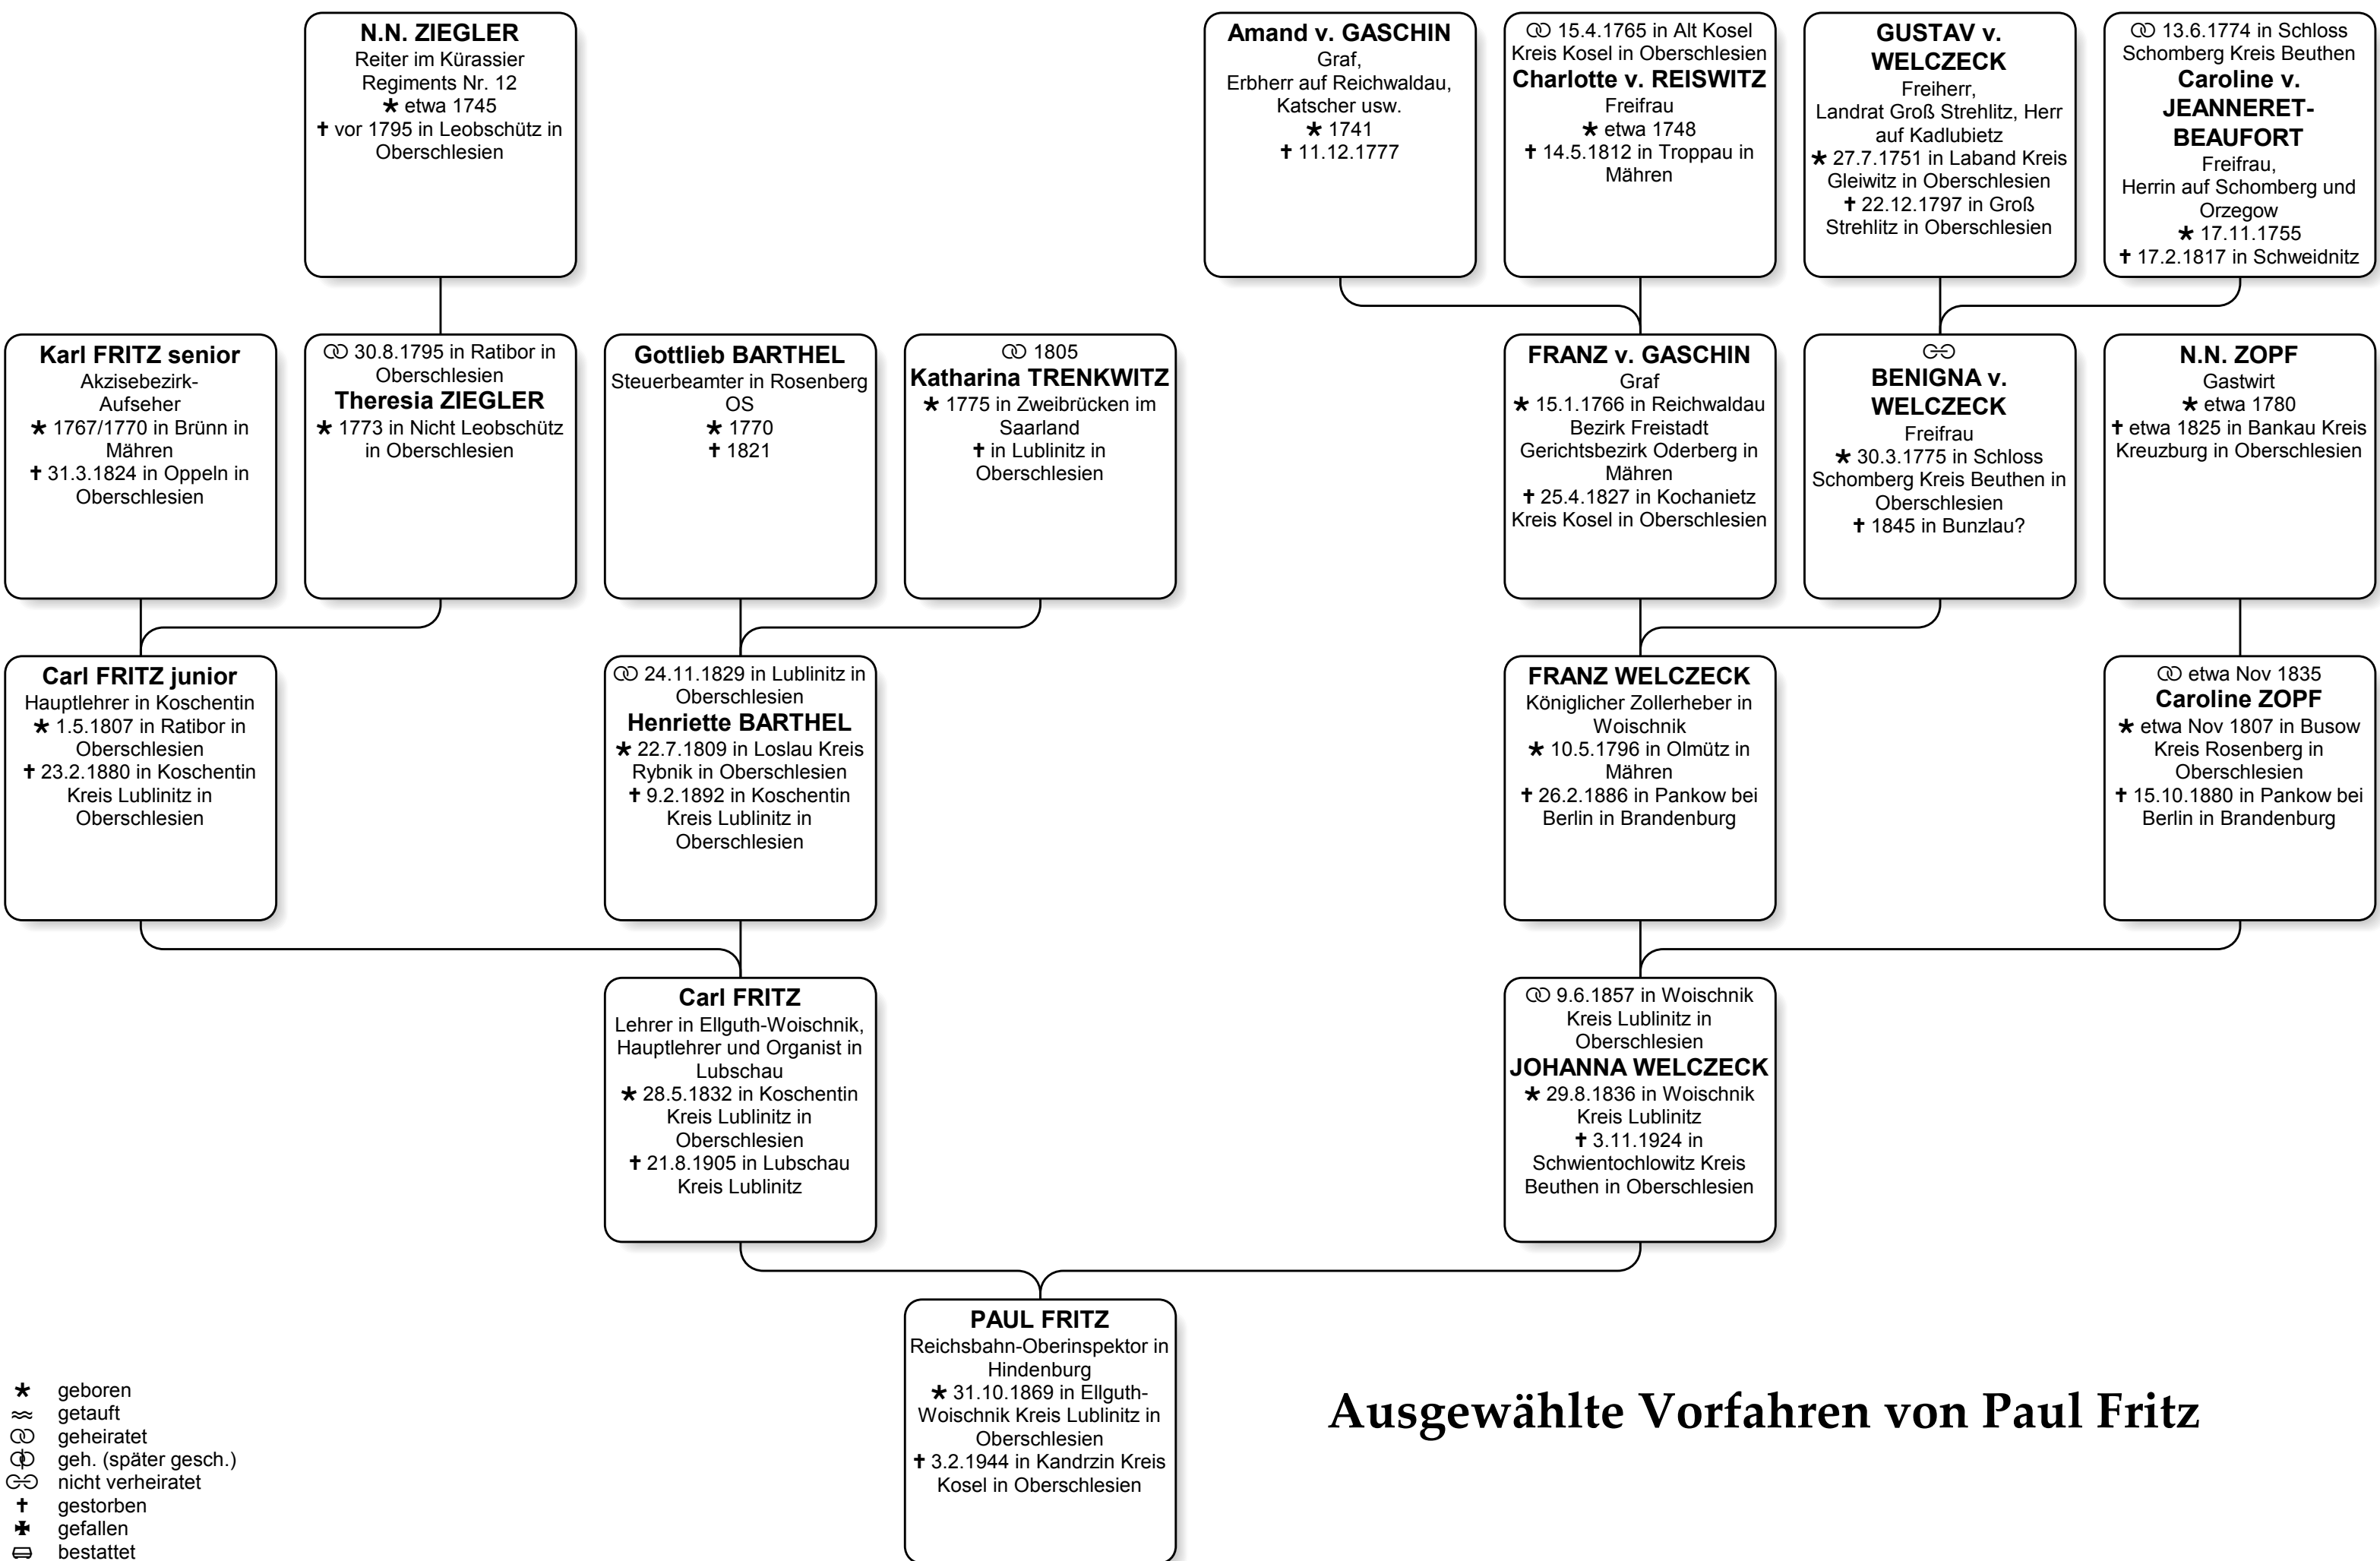 N.N. ZIEGLER
Reiter im Kürassier
Regiments Nr. 12
★ etwa 1745
✝ vor 1795 in Leobschütz in
Oberschlesien
Amand v. GASCHIN
Graf,
Erbherr auf Reichwaldau,
Katscher usw.
★ 1741
✝ 11.12.1777
⚭ 15.4.1765 in Alt Kosel
Kreis Kosel in Oberschlesien
Charlotte v. REISWITZ
Freifrau
★ etwa 1748
✝ 14.5.1812 in Troppau in
Mähren
GUSTAV v.
WELCZECK
Freiherr,
Landrat Groß Strehlitz, Herr
auf Kadlubietz
★ 27.7.1751 in Laband Kreis
Gleiwitz in Oberschlesien
✝ 22.12.1797 in Groß
Strehlitz in Oberschlesien
⚭ 13.6.1774 in Schloss
Schomberg Kreis Beuthen
Caroline v.
JEANNERET-
BEAUFORT
Freifrau,
Herrin auf Schomberg und
Orzegow
★ 17.11.1755
✝ 17.2.1817 in Schweidnitz
Karl FRITZ senior
Akzisebezirk-
Aufseher
★ 1767/1770 in Brünn in
Mähren
✝ 31.3.1824 in Oppeln in
Oberschlesien
⚭ 30.8.1795 in Ratibor in
Oberschlesien
Theresia ZIEGLER
★ 1773 in Nicht Leobschütz
in Oberschlesien
Gottlieb BARTHEL
Steuerbeamter in Rosenberg
OS
★ 1770
✝ 1821
⚭ 1805
Katharina TRENKWITZ
★ 1775 in Zweibrücken im
Saarland
✝ in Lublinitz in
Oberschlesien
FRANZ v. GASCHIN
Graf
★ 15.1.1766 in Reichwaldau
Bezirk Freistadt
Gerichtsbezirk Oderberg in
Mähren
✝ 25.4.1827 in Kochanietz
Kreis Kosel in Oberschlesien
⚯
BENIGNA v.
WELCZECK
Freifrau
★ 30.3.1775 in Schloss
Schomberg Kreis Beuthen in
Oberschlesien
✝ 1845 in Bunzlau?
N.N. ZOPF
Gastwirt
★ etwa 1780
✝ etwa 1825 in Bankau Kreis
Kreuzburg in Oberschlesien
Carl FRITZ junior
Hauptlehrer in Koschentin
★ 1.5.1807 in Ratibor in
Oberschlesien
✝ 23.2.1880 in Koschentin
Kreis Lublinitz in
Oberschlesien
⚭ 24.11.1829 in Lublinitz in
Oberschlesien
Henriette BARTHEL
★ 22.7.1809 in Loslau Kreis
Rybnik in Oberschlesien
✝ 9.2.1892 in Koschentin
Kreis Lublinitz in
Oberschlesien
FRANZ WELCZECK
Königlicher Zollerheber in
Woischnik
★ 10.5.1796 in Olmütz in
Mähren
✝ 26.2.1886 in Pankow bei
Berlin in Brandenburg
⚭ etwa Nov 1835
Caroline ZOPF
★ etwa Nov 1807 in Busow
Kreis Rosenberg in
Oberschlesien
✝ 15.10.1880 in Pankow bei
Berlin in Brandenburg
Carl FRITZ
Lehrer in Ellguth-Woischnik,
Hauptlehrer und Organist in
Lubschau
★ 28.5.1832 in Koschentin
Kreis Lublinitz in
Oberschlesien
✝ 21.8.1905 in Lubschau
Kreis Lublinitz
⚭ 9.6.1857 in Woischnik
Kreis Lublinitz in
Oberschlesien
JOHANNA WELCZECK
★ 29.8.1836 in Woischnik
Kreis Lublinitz
✝ 3.11.1924 in
Schwientochlowitz Kreis
Beuthen in Oberschlesien
PAUL FRITZ
Reichsbahn-Oberinspektor in
Hindenburg
★ 31.10.1869 in Ellguth-
Woischnik Kreis Lublinitz in
Oberschlesien
✝ 3.2.1944 in Kandrzin Kreis
Kosel in Oberschlesien
Ausgewählte Vorfahren von Paul Fritz
★ geboren
≈ getauft
⚭ geheiratet
geh. (später gesch.)
⚯ nicht verheiratet
✝ gestorben
✠ gefallen
bestattet